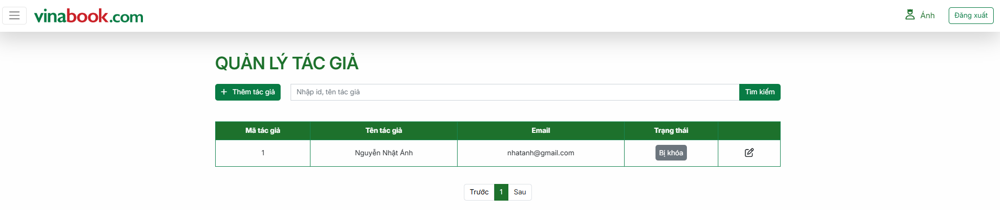 vinabook.com Ánh Đăng xuất
QUẢN LÝ TÁC GIẢ
+ Thêm tác giả Nhập id, tên tác giả Tìm kiếm
Mã tác giả Tên tác giả Email Trạng thái
1 Nguyễn Nhật Ánh nhatanh@gmail.com Bị khóa
Trước 1 Sau